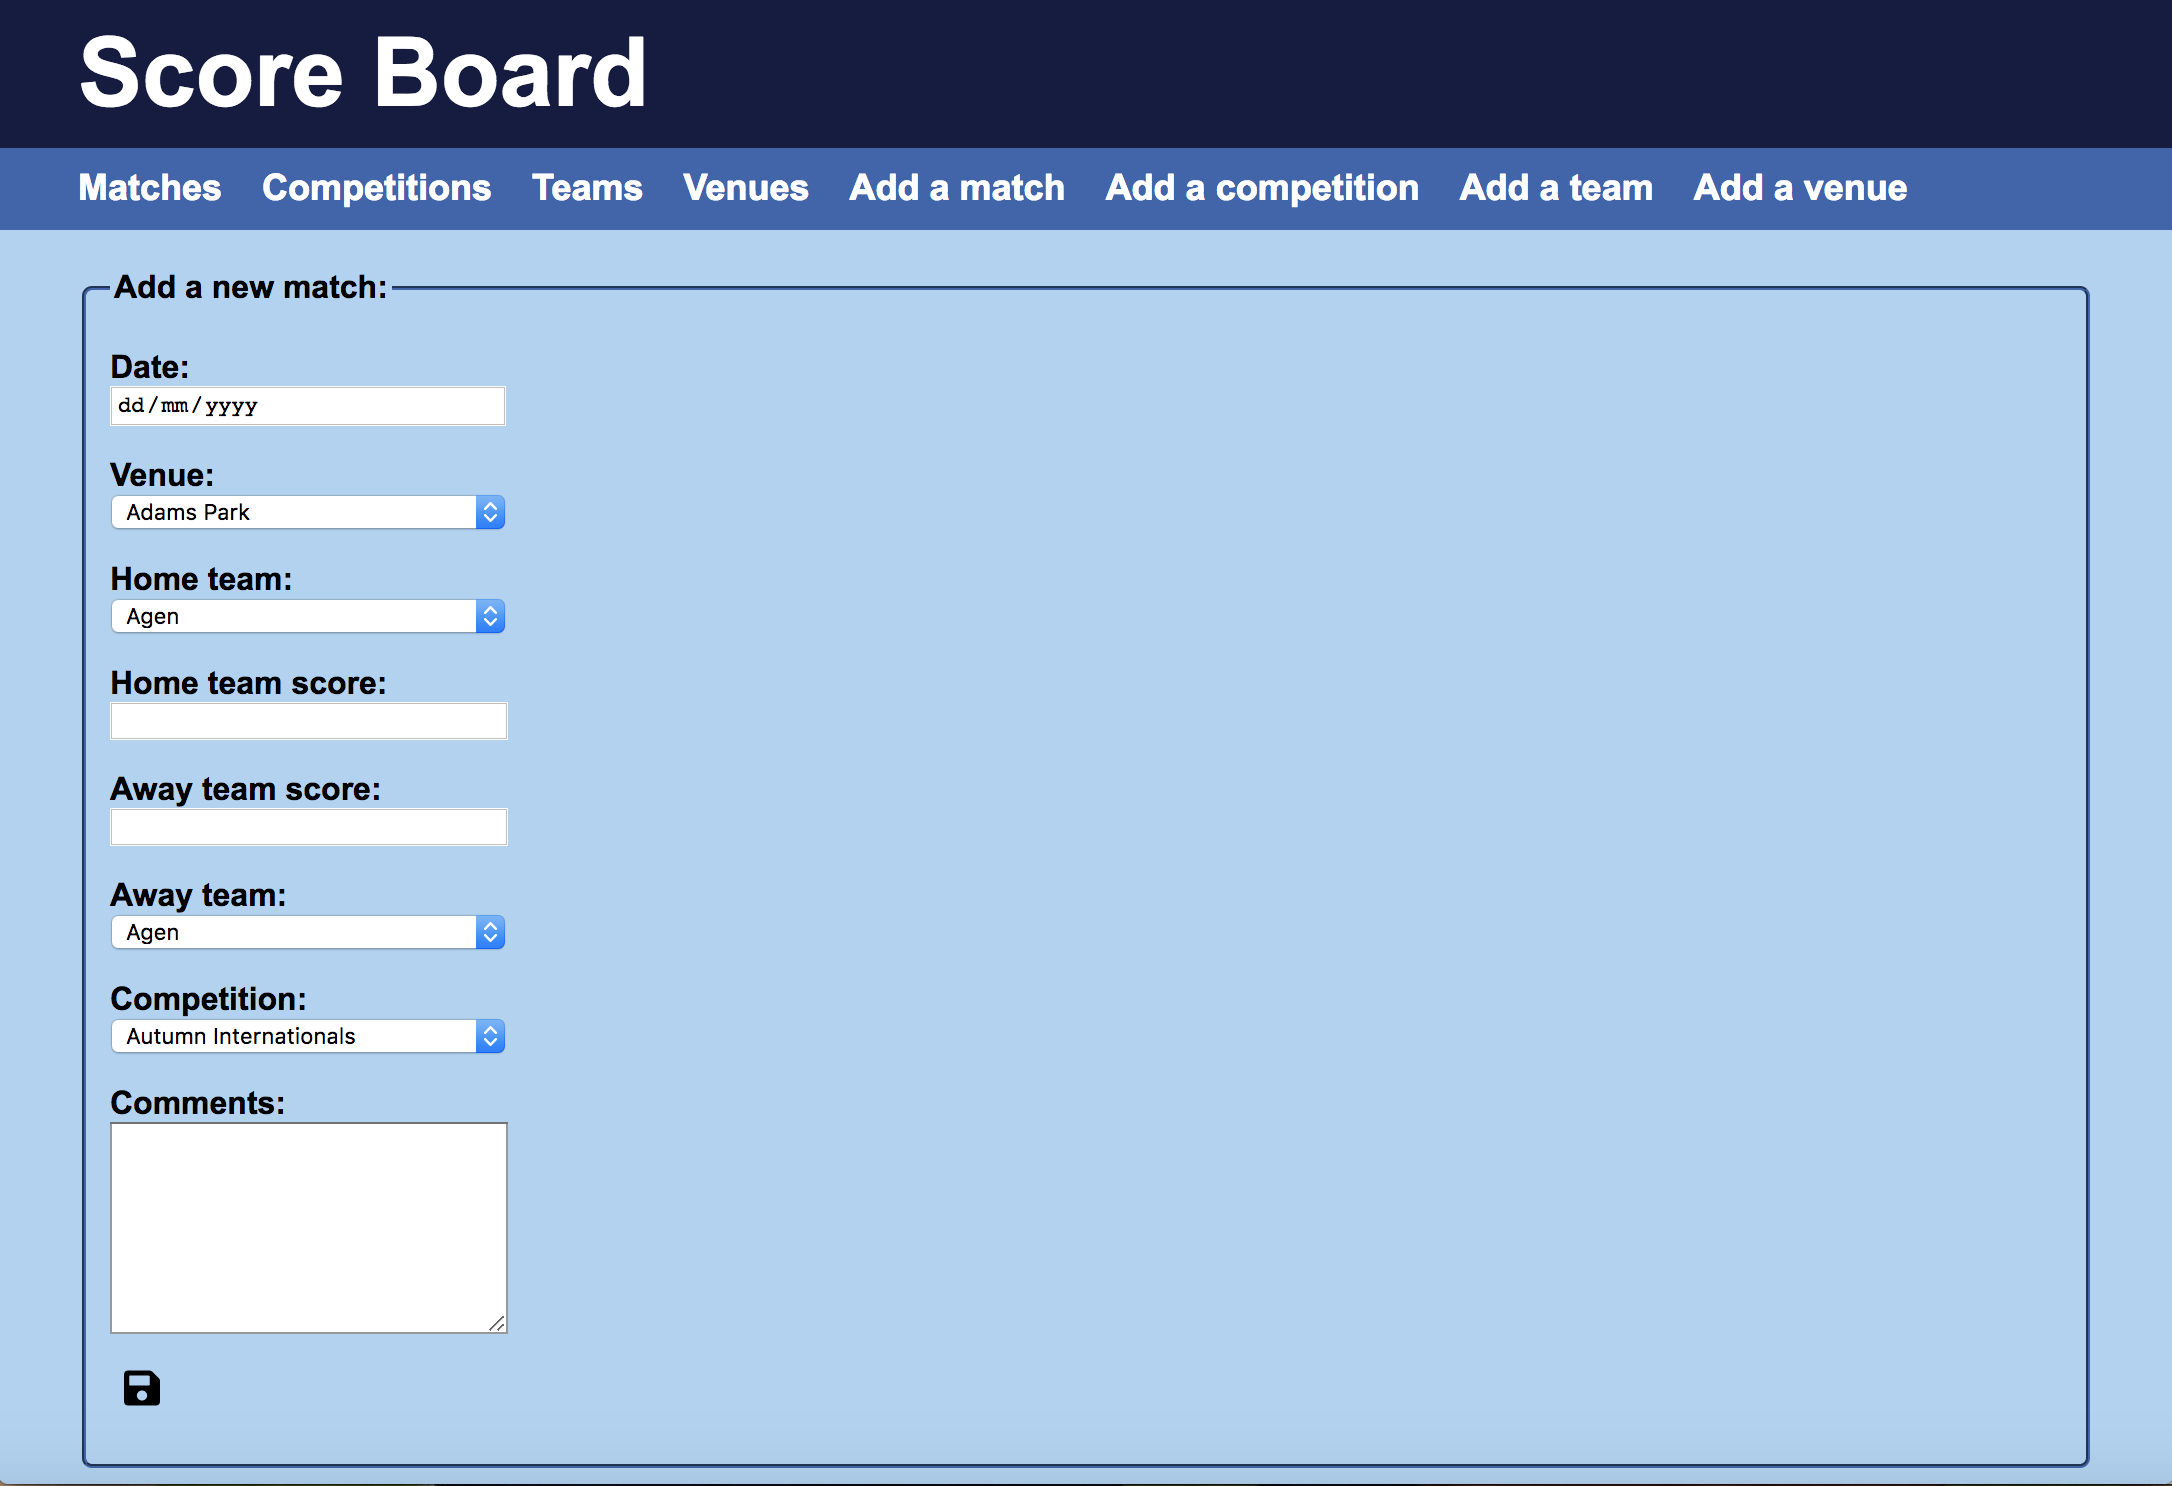 Score Board
Matches Competitions Teams Venues Add a match Add a competition Add a team Add a venue
Add a new match:
Date:
dd/mm/yyyy
Venue:
Adams Park
Home team:
Agen
Home team score:
Away team score:
Away team:
Agen
Competition:
Autumn Internationals
Comments: